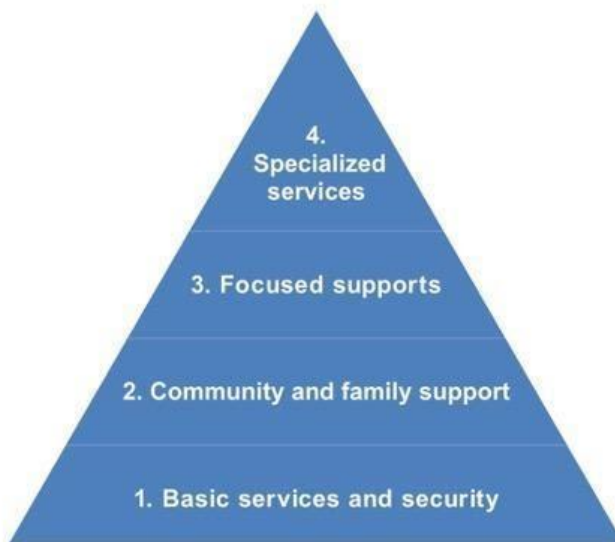 4.
Specialized
services
3. Focused supports
2. Community and family support
1. Basic services and security